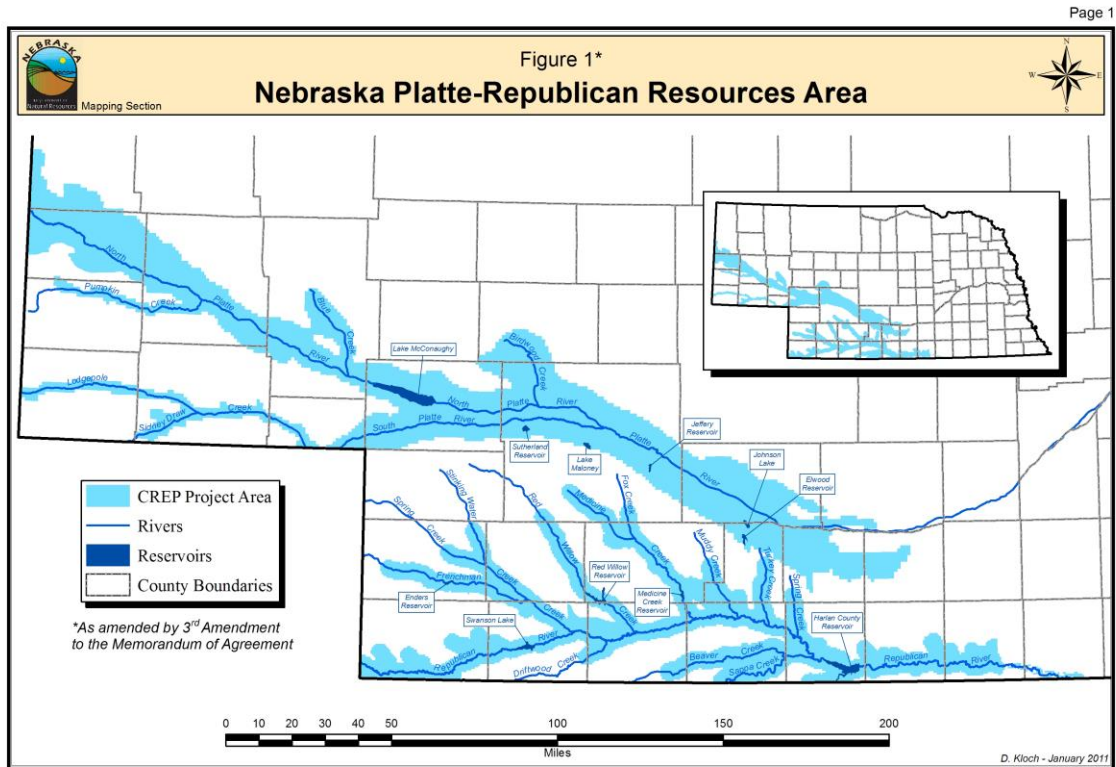 Page 1
NEBRASKA
Natural Resources
Mapping Section
Figure 1*
Nebraska Platte-Republican Resources Area
N
W
E
S
North
Platte
River
Pumpkin
Creek
Blue
Creek
Lodgepole
Creek
Sidney Draw
Lake McConaughy
Birdwood
Creek
North
Platte
River
South
Platte
River
Sutherland
Reservoir
Lake
Maloney
Jeffery
Reservoir
Platte
River
Johnson
Lake
Elwood
Reservoir
Spring
Creek
Stinking Water
Creek
Red
Willow
Creek
Medicine
Creek
Fox Creek
Muddy Creek
Turkey Creek
Spring Creek
Frenchman
Creek
Enders
Reservoir
Red Willow
Reservoir
Medicine
Creek
Reservoir
Swanson Lake
Harlan County
Reservoir
Republican
River
Driftwood
Creek
Beaver
Creek
Sappa Creek
Republican
River
CREP Project Area
Rivers
Reservoirs
County Boundaries
*As amended by 3rd Amendment
to the Memorandum of Agreement
0 10 20 30 40 50 100 150 200
Miles
D. Kloch - January 2011